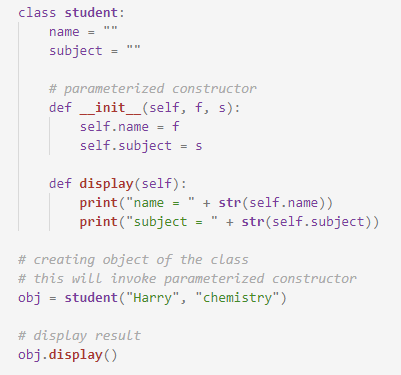 class student:
    name = ""
    subject = ""

    # parameterized constructor
    def __init__(self, f, s):
        self.name = f
        self.subject = s

    def display(self):
        print("name = " + str(self.name))
        print("subject = " + str(self.subject))

# creating object of the class
# this will invoke parameterized constructor
obj = student("Harry", "chemistry")

# display result
obj.display()